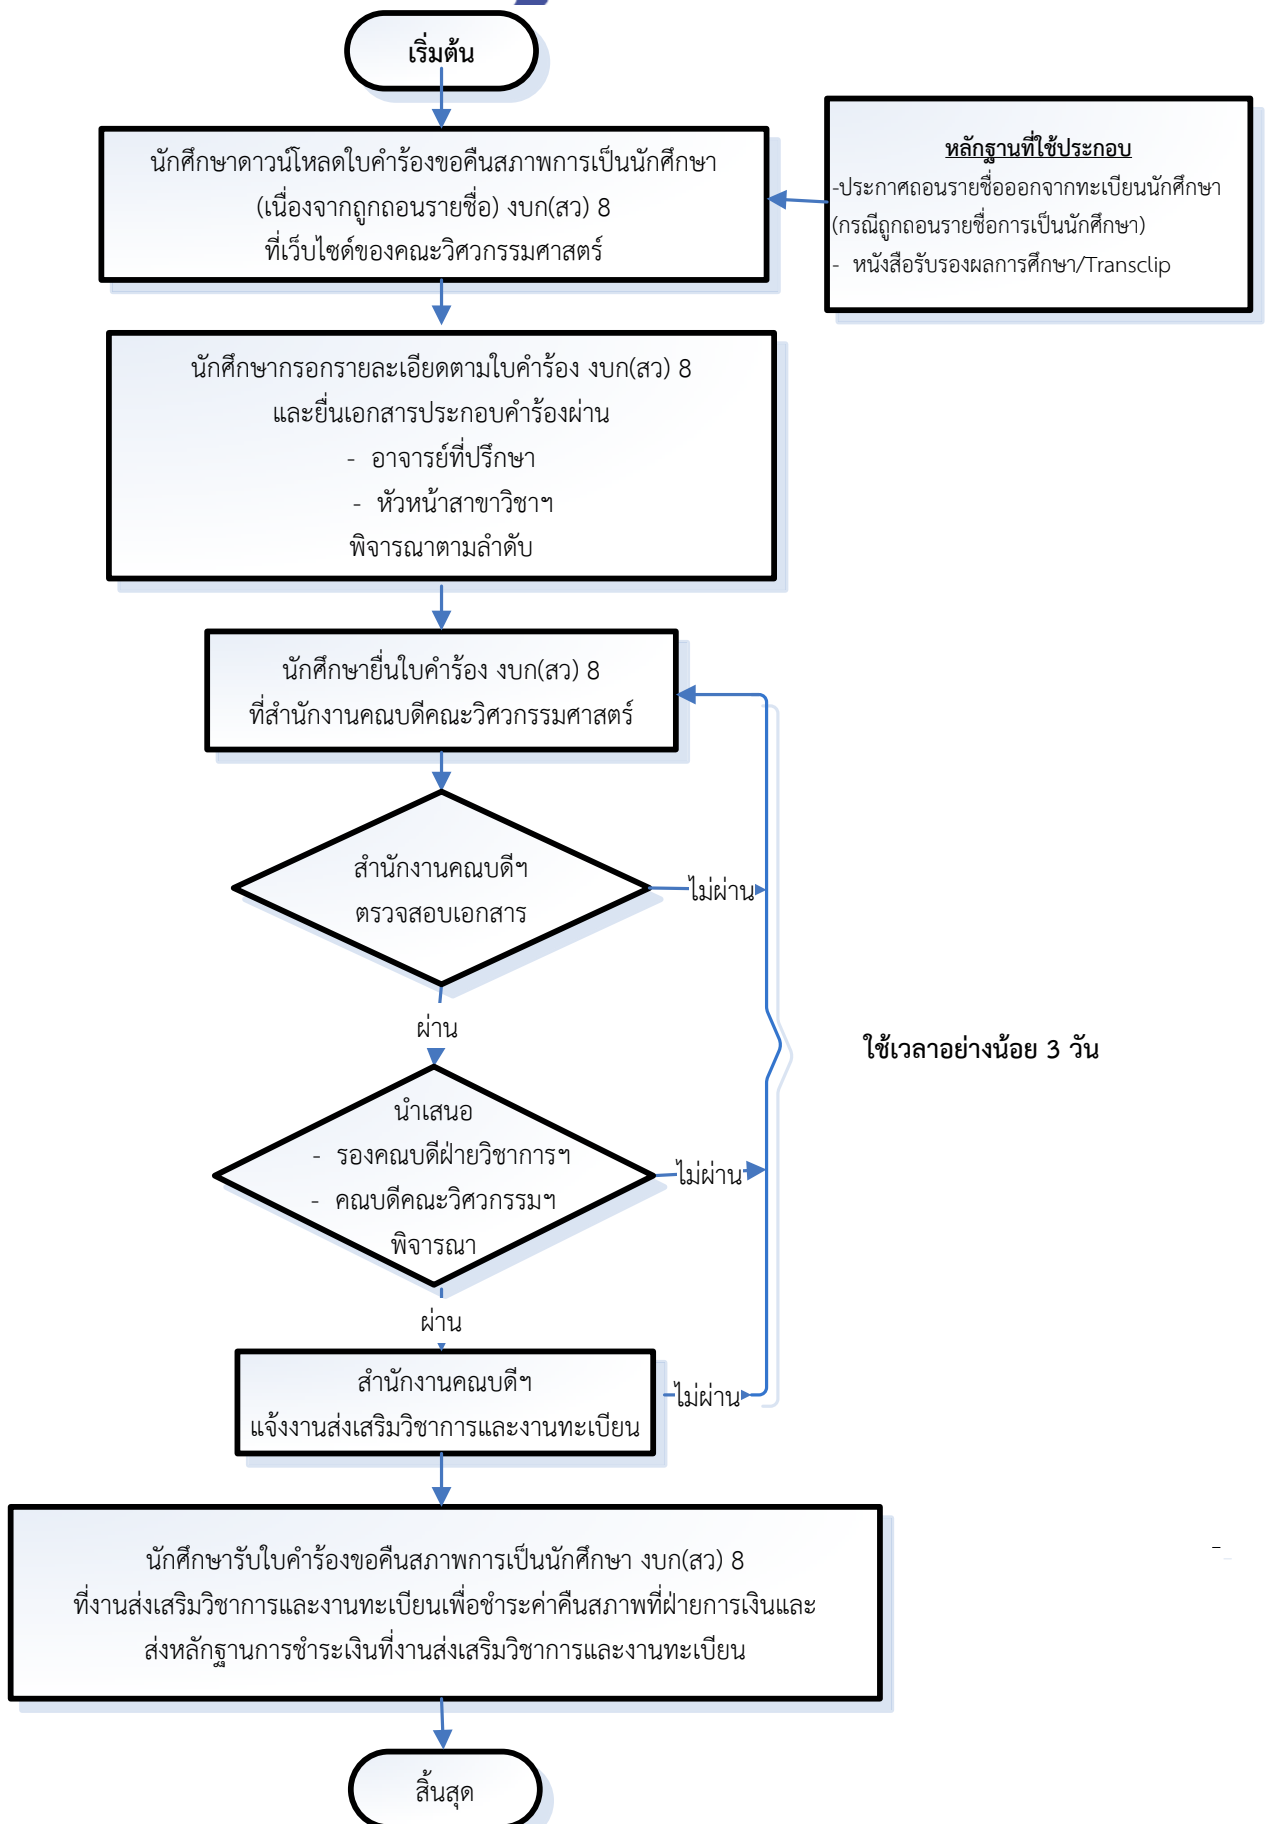 เริ่มต้น
นักศึกษาดาวน์โหลดใบคำร้องขอคืนสภาพการเป็นนักศึกษา
(เนื่องจากถูกถอนรายชื่อ) งบก(สว) 8
ที่เว็บไซด์ของคณะวิศวกรรมศาสตร์
หลักฐานที่ใช้ประกอบ
-ประกาศถอนรายชื่อออกจากทะเบียนนักศึกษา
(กรณีถูกถอนรายชื่อการเป็นนักศึกษา)
- หนังสือรับรองผลการศึกษา/Transclip
นักศึกษากรอกรายละเอียดตามใบคำร้อง งบก(สว) 8
และยื่นเอกสารประกอบคำร้องผ่าน
- อาจารย์ที่ปรึกษา
- หัวหน้าสาขาวิชาฯ
พิจารณาตามลำดับ
นักศึกษายื่นใบคำร้อง งบก(สว) 8
ที่สำนักงานคณบดีคณะวิศวกรรมศาสตร์
สำนักงานคณบดีฯ
ตรวจสอบเอกสาร
ไม่ผ่าน
ผ่าน
ใช้เวลาอย่างน้อย 3 วัน
นำเสนอ
- รองคณบดีฝ่ายวิชาการฯ
- คณบดีคณะวิศวกรรมฯ
พิจารณา
ไม่ผ่าน
ผ่าน
สำนักงานคณบดีฯ
แจ้งงานส่งเสริมวิชาการและงานทะเบียน
ไม่ผ่าน
นักศึกษารับใบคำร้องขอคืนสภาพการเป็นนักศึกษา งบก(สว) 8
ที่งานส่งเสริมวิชาการและงานทะเบียนเพื่อชำระค่าคืนสภาพที่ฝ่ายการเงินและ
ส่งหลักฐานการชำระเงินที่งานส่งเสริมวิชาการและงานทะเบียน
-
สิ้นสุด